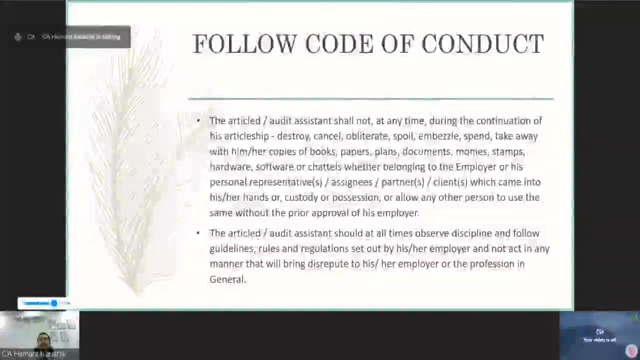 CA Hemant Kaushik is talking
FOLLOW CODE OF CONDUCT
• The articled / audit assistant shall not, at any time, during the continuation of
his articleship - destroy, cancel, obliterate, spoil, embezzle, spend, take away
with him/her copies of books, papers, plans, documents, monies, stamps,
hardware, software or chattels whether belonging to the Employer or his
personal representative(s) / assignees / partner(s) / client(s) which came into
his/her hands or, custody or possession, or allow any other person to use the
same without the prior approval of his employer.
• The articled / audit assistant should at all times observe discipline and follow
guidelines, rules and regulations set out by his/her employer and not act in any
manner that will bring disrepute to his/ her employer or the profession in
General.
CA Hemant Kaushik